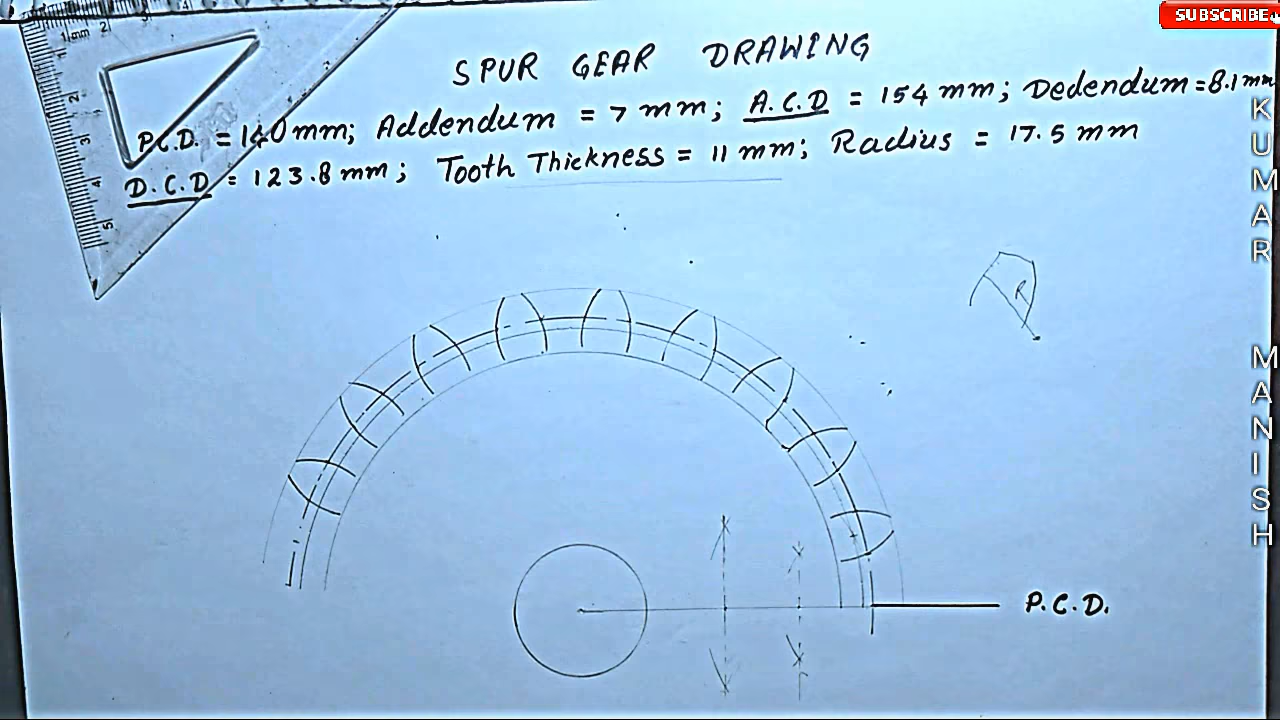 SUBSCRIBE
SPUR GEAR DRAWING
P.C.D. = 140 mm; Addendum = 7 mm; A.C.D = 154 mm; Dedendum = 8.1 mm
D.C.D = 123.8 mm; Tooth Thickness = 11 mm; Radius = 17.5 mm
R
P.C.D.
KUMAR MANISH